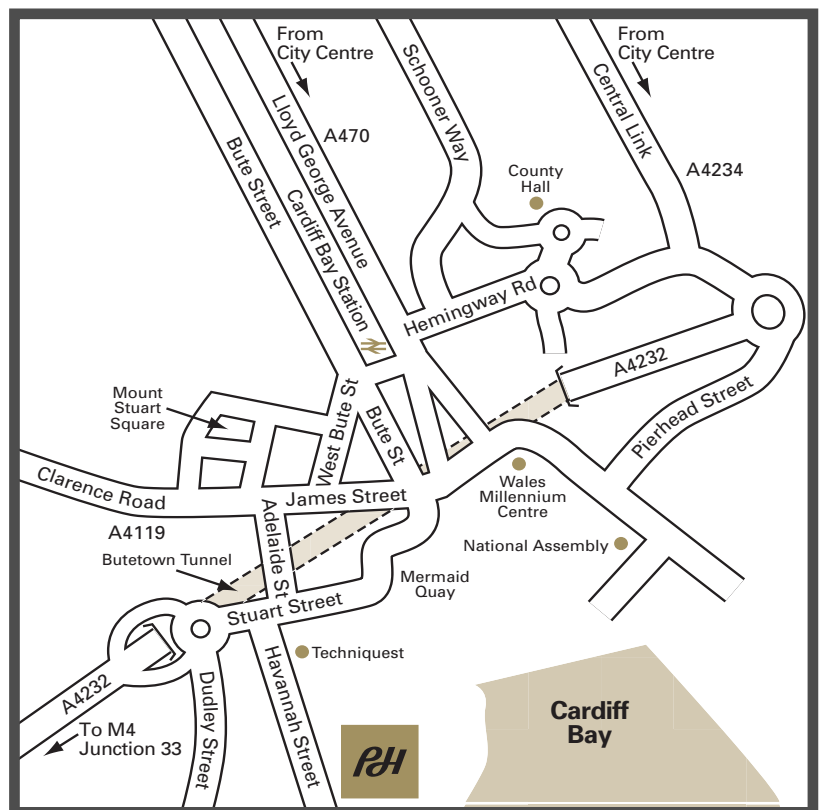 From
City Centre
From
City Centre
Schooner Way
Central Link
Lloyd George Avenue
A470
Bute Street
Cardiff Bay Station
County
Hall
A4234
Hemingway Rd
A4232
Mount
Stuart
Square
West Bute St
Bute St
Pierhead Street
Clarence Road
James Street
Wales
Millennium
Centre
A4119
Adelaide St
National Assembly
Butetown Tunnel
Mermaid
Quay
Stuart Street
Techniquest
A4232
Dudley Street
Havannah Street
To M4
Junction 33
Cardiff
Bay